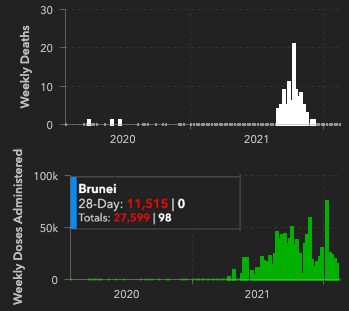 Weekly Deaths
30
20
10
0
2020 2021
Weekly Doses Administered
100k
50k
0
Brunei
28-Day: 11,515 | 0
Totals: 27,599 | 98
2020 2021